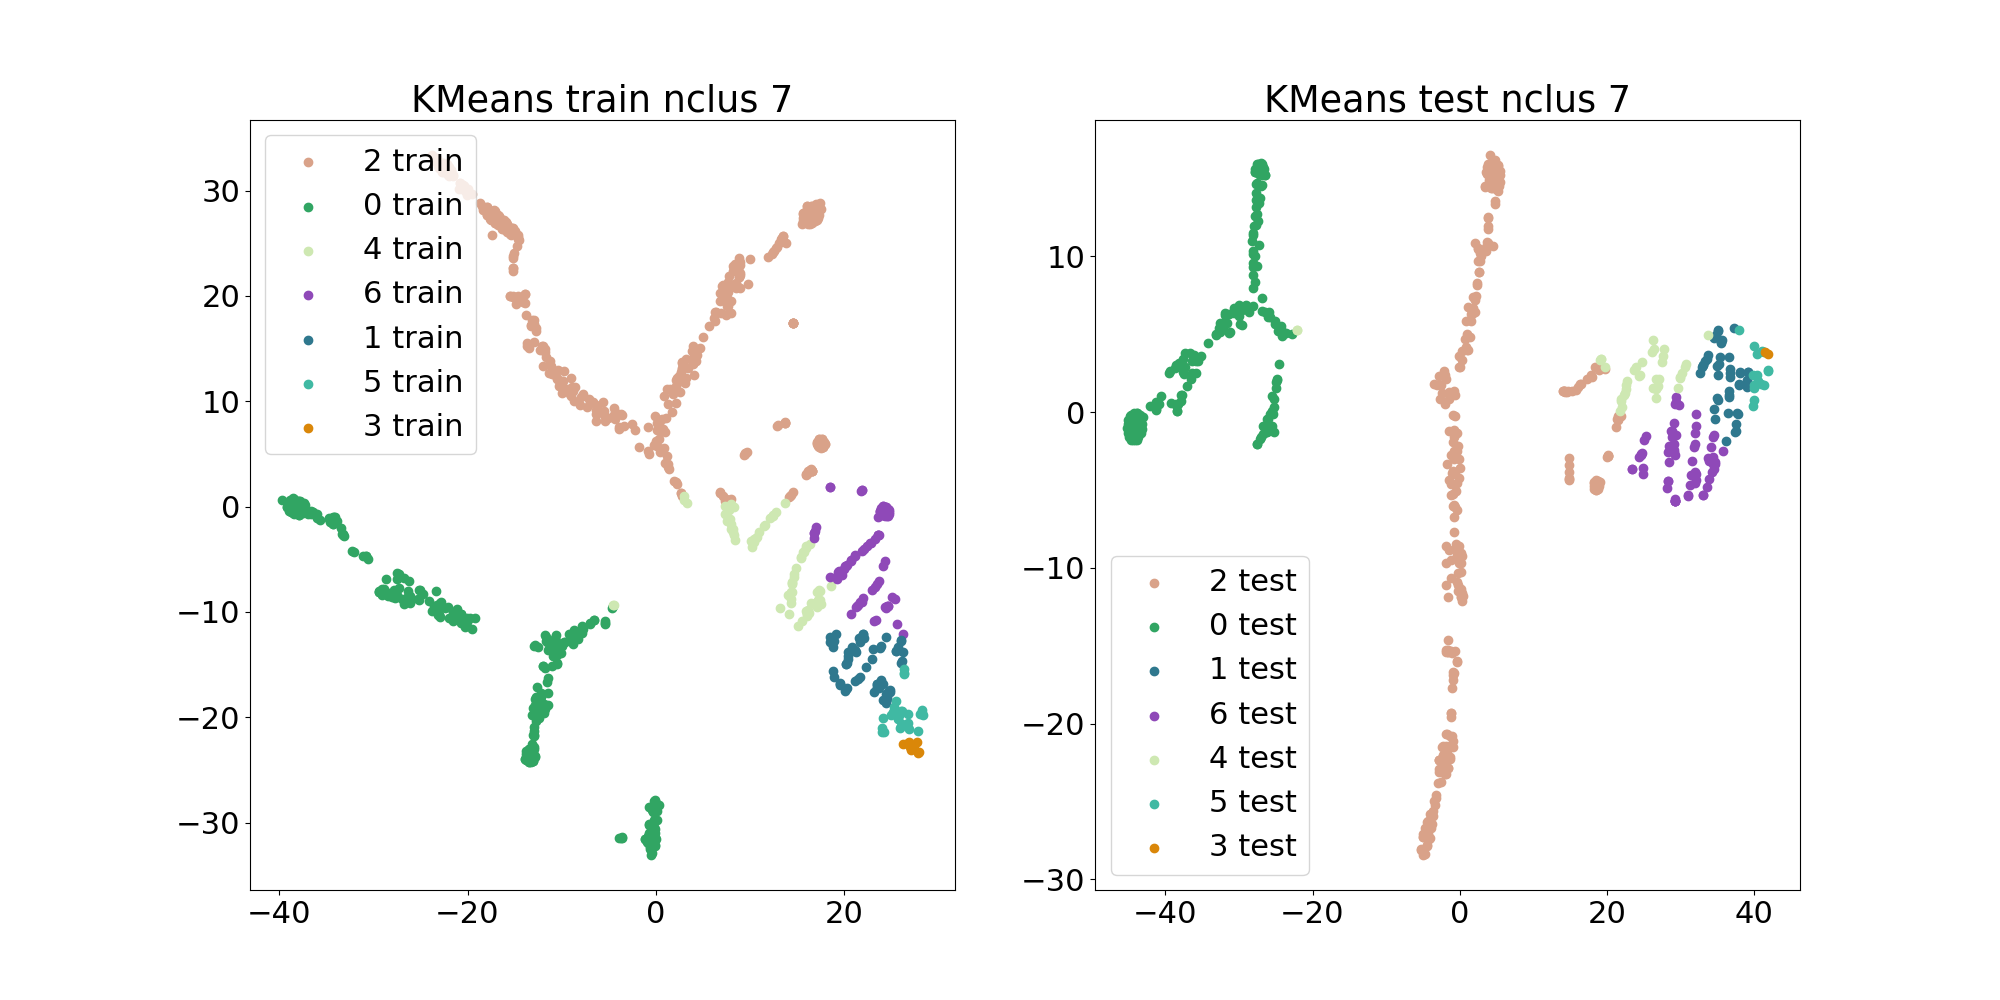 KMeans train nclus 7
2 train
0 train
4 train
6 train
1 train
5 train
3 train
30
20
10
0
−10
−20
−30
−40
−20
0
20
KMeans test nclus 7
10
0
−10
−20
−30
2 test
0 test
1 test
6 test
4 test
5 test
3 test
−40
−20
0
20
40